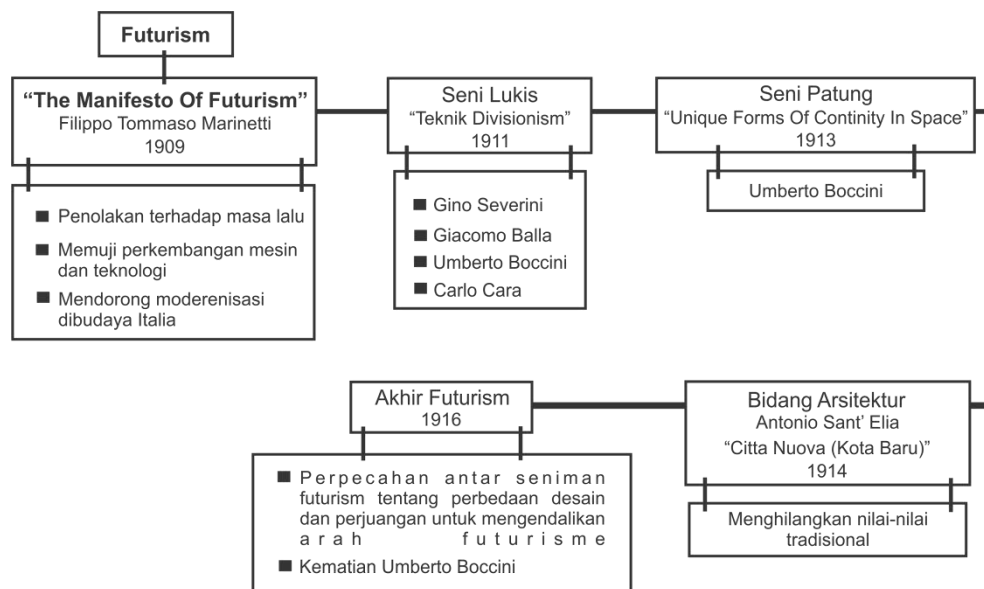 Futurism
“The Manifesto Of Futurism”
Filippo Tommaso Marinetti
1909
Penolakan terhadap masa lalu
Memuji perkembangan mesin
dan teknologi
Mendorong moderenisasi
dibudaya Italia
Seni Lukis
“Teknik Divisionism”
1911
Gino Severini
Giacomo Balla
Umberto Boccini
Carlo Cara
Seni Patung
“Unique Forms Of Continity In Space”
1913
Umberto Boccini
Bidang Arsitektur
Antonio Sant’ Elia
“Citta Nuova (Kota Baru)”
1914
Menghilangkan nilai-nilai
tradisional
Akhir Futurism
1916
Perpecahan antar seniman
futurism tentang perbedaan desain
dan perjuangan untuk mengendalikan
arah futurisme
Kematian Umberto Boccini